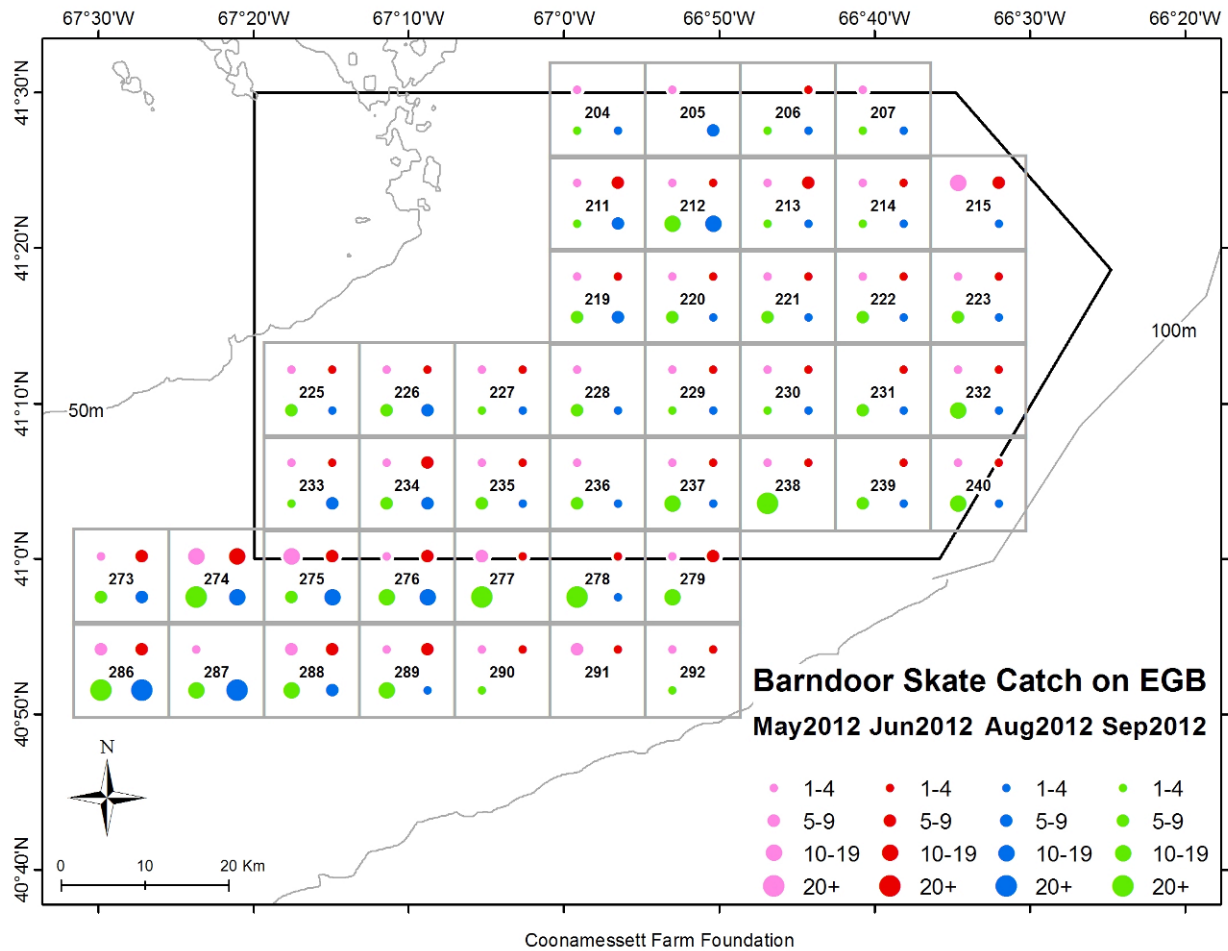 67°30'W 67°20'W 67°10'W 67°0'W 66°50'W 66°40'W 66°30'W 66°20'W
41°30'N
204 205 206 207
211 212 213 214 215
41°20'N
219 220 221 222 223
100m
225 226 227 228 229 230 231 232
41°10'N
50m
233 234 235 236 237 238 239 240
41°0'N
273 274 275 276 277 278 279
286 287 288 289 290 291 292
Barndoor Skate Catch on EGB
40°50'N
May2012 Jun2012 Aug2012 Sep2012
N
1-4 1-4 1-4 1-4
5-9 5-9 5-9 5-9
10-19 10-19 10-19 10-19
40°40'N
0 10 20 Km
20+ 20+ 20+ 20+
Coonamessett Farm Foundation